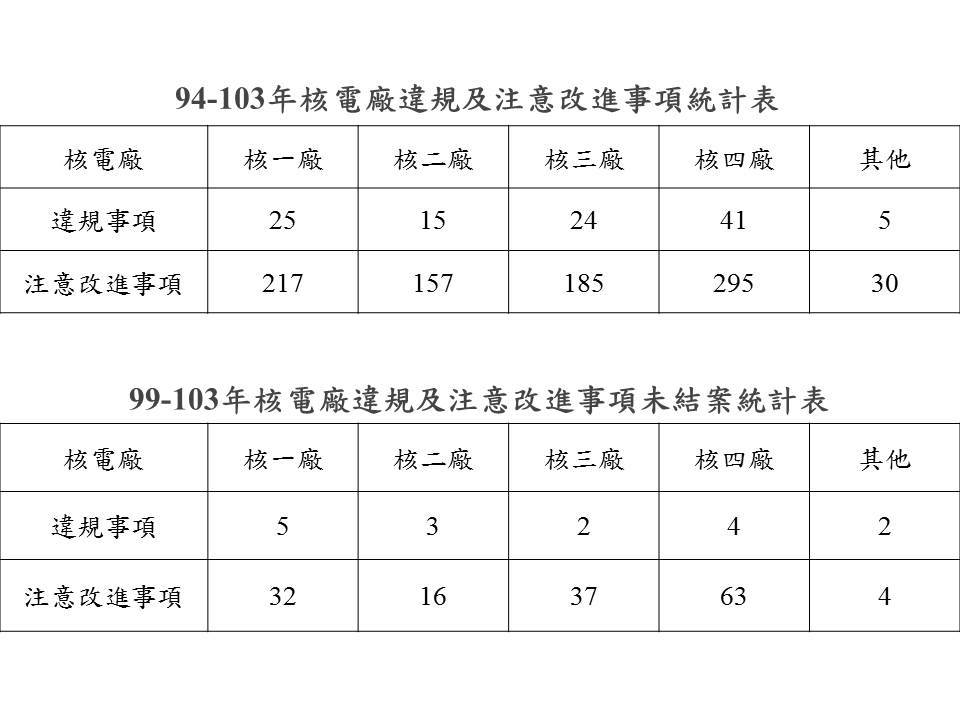 94-103年核電廠違規及注意改進事項統計表
核電廠 核一廠 核二廠 核三廠 核四廠 其他
違規事項 25 15 24 41 5
注意改進事項 217 157 185 295 30
99-103年核電廠違規及注意改進事項未結案統計表
核電廠 核一廠 核二廠 核三廠 核四廠 其他
違規事項 5 3 2 4 2
注意改進事項 32 16 37 63 4